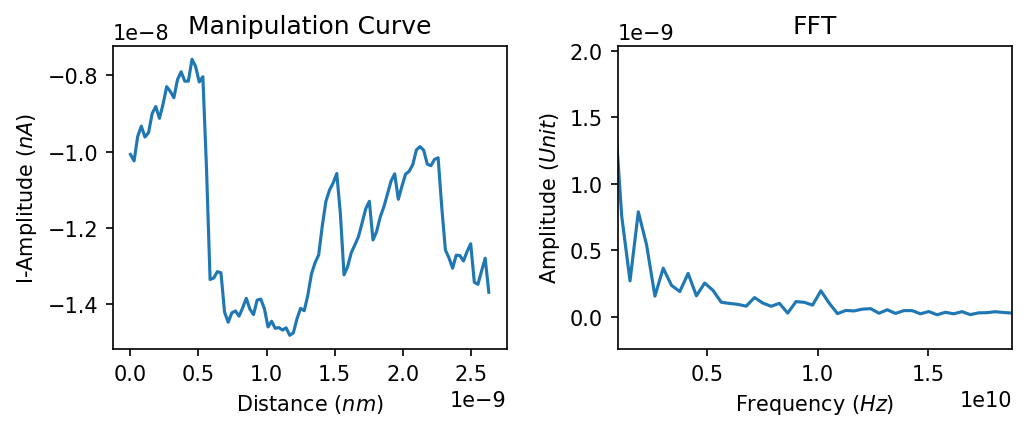 Manipulation Curve
1e−8
−0.8
−1.0
−1.2
−1.4
I-Amplitude (nA)
0.0 0.5 1.0 1.5 2.0 2.5
1e−9
Distance (nm)
FFT
1e−9
2.0
1.5
1.0
0.5
0.0
Amplitude (Unit)
0.5 1.0 1.5
1e10
Frequency (Hz)